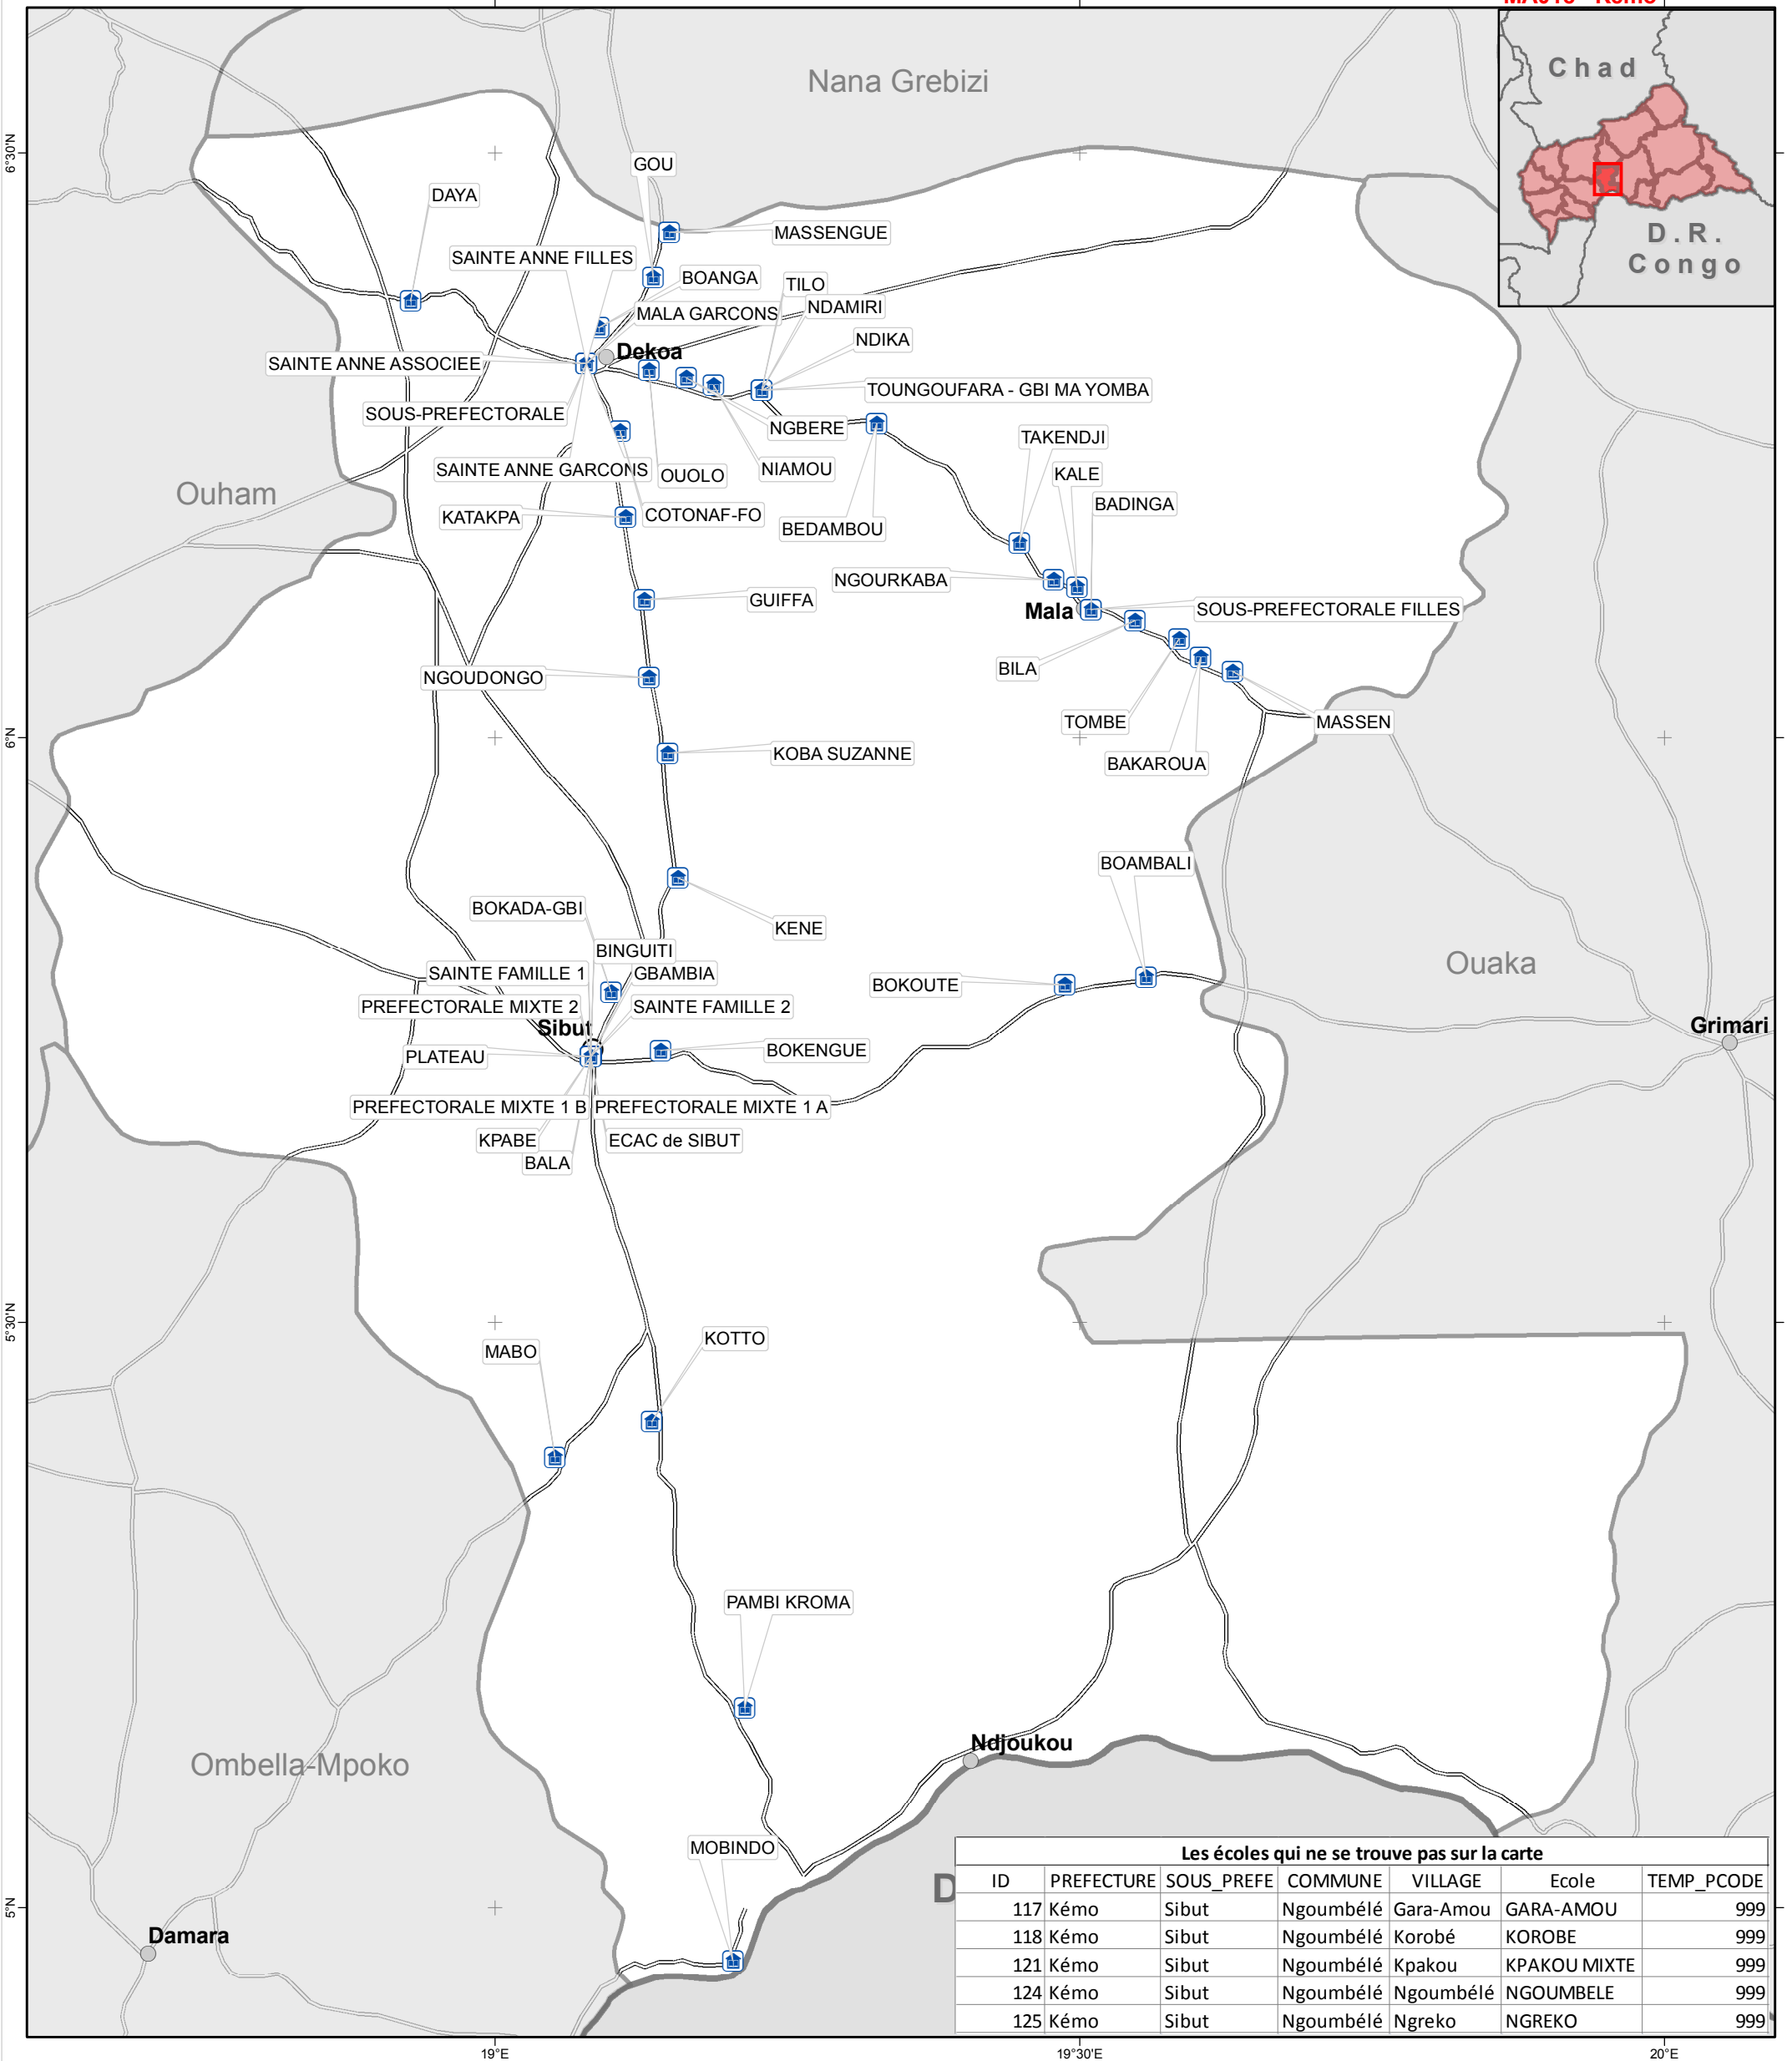 Nana Grebizi
Chad
D.R.
Congo
6°30'N
GOU
DAYA
MASSENGUE
SAINTE ANNE FILLES
BOANGA
TILO
MALA GARCONS
NDAMIRI
NDIKA
Dekoa
SAINTE ANNE ASSOCIEE
TOUNGOUFARA - GBI MA YOMBA
SOUS-PREFECTORALE
NGBERE
TAKENDJI
SAINTE ANNE GARCONS
OUOLO
NIAMOU
KALE
Ouham
BADINGA
KATAKPA
COTONAF-FO
BEDAMBOU
NGOURKABA
GUIFFA
Mala
SOUS-PREFECTORALE FILLES
BILA
NGOUDONGO
TOMBE
MASSEN
6°N
KOBA SUZANNE
BAKAROUA
BOAMBALI
BOKADA-GBI
KENE
BINGUITI
Ouaka
SAINTE FAMILLE 1
GBAMBIA
BOKOUTE
PREFECTORALE MIXTE 2
SAINTE FAMILLE 2
Sibut
Grimari
PLATEAU
BOKENGUE
PREFECTORALE MIXTE 1 B
PREFECTORALE MIXTE 1 A
KPABE
ECAC de SIBUT
BALA
5°30'N
KOTTO
MABO
PAMBI KROMA
Ndjoukou
Ombella-Mpoko
MOBINDO
5°N
Damara
D
Les écoles qui ne se trouve pas sur la carte
ID PREFECTURE SOUS_PREFE COMMUNE VILLAGE Ecole TEMP_PCODE
117 Kémo Sibut Ngoumbélé Gara-Amou GARA-AMOU 999
118 Kémo Sibut Ngoumbélé Korobé KOROBE 999
121 Kémo Sibut Ngoumbélé Kpakou KPAKOU MIXTE 999
124 Kémo Sibut Ngoumbélé Ngoumbélé NGOUMBELE 999
125 Kémo Sibut Ngoumbélé Ngreko NGREKO 999
19°E
19°30'E
20°E